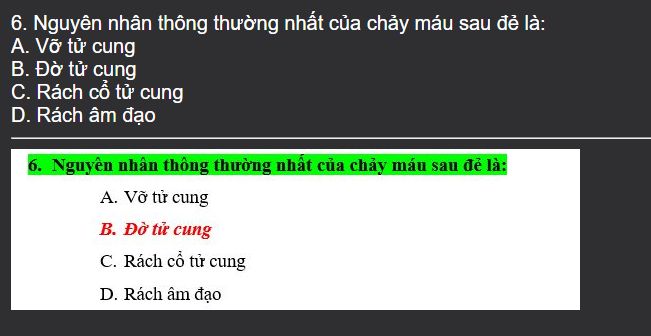 6. Nguyên nhân thông thường nhất của chảy máu sau đẻ là:
A. Vỡ tử cung
B. Đờ tử cung
C. Rách cổ tử cung
D. Rách âm đạo
6. Nguyên nhân thông thường nhất của chảy máu sau đẻ là:
A. Vỡ tử cung
B. Đờ tử cung
C. Rách cổ tử cung
D. Rách âm đạo